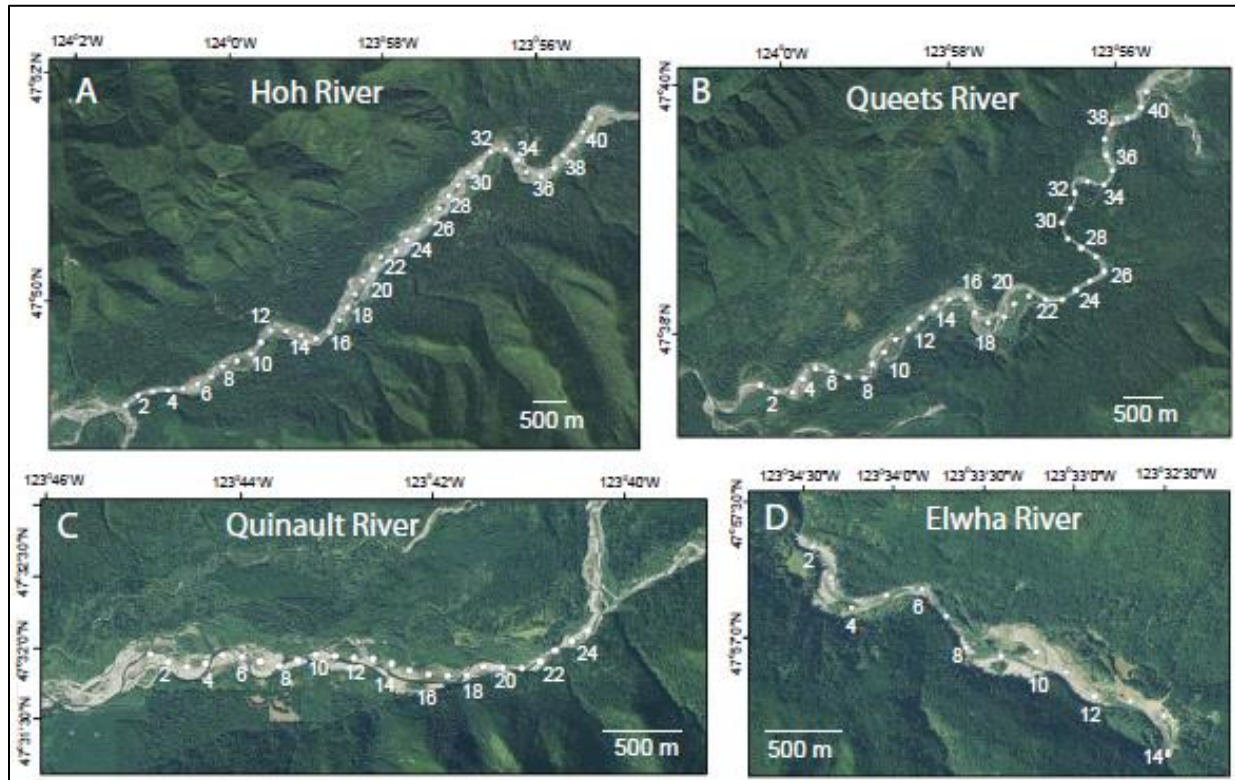 124°2'W 124°0'W 123°58'W 123°56'W
47°52'N
47°50'N
A
Hoh River
2 4 6 8 10 12 14 16 18 20 22 24 26 28 30 32 34 36 38 40
500 m
124°0'W 123°58'W 123°56'W
47°40'N
47°38'N
B
Queets River
2 4 6 8 10 12 14 16 18 20 22 24 26 28 30 32 34 36 38 40
500 m
123°46'W 123°44'W 123°42'W 123°40'W
47°32'30"N
47°32'0"N
47°31'30"N
C
Quinault River
2 4 6 8 10 12 14 16 18 20 22 24
500 m
123°34'30"W 123°34'0"W 123°33'30"W 123°33'0"W 123°32'30"W
47°57'30"N
47°57'0"N
D
Elwha River
2 4 6 8 10 12 14
500 m